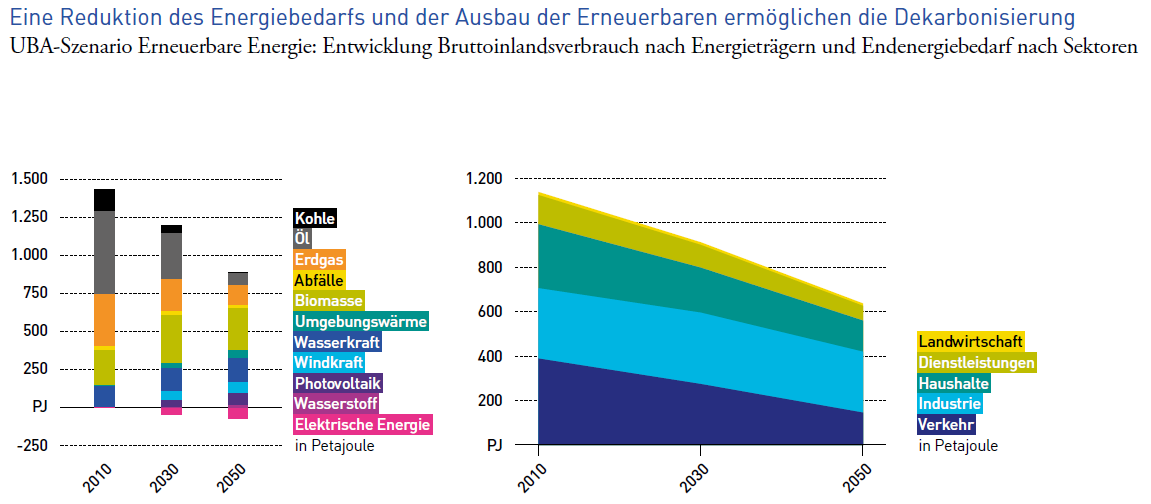 Eine Reduktion des Energiebedarfs und der Ausbau der Erneuerbaren ermöglichen die Dekarbonisierung
UBA-Szenario Erneuerbare Energie: Entwicklung Bruttoinlandsverbrauch nach Energieträgern und Endenergiebedarf nach Sektoren
1.500
1.250
1.000
750
500
250
PJ
-250
2010
2030
2050
Kohle
Öl
Erdgas
Abfälle
Biomasse
Umgebungswärme
Wasserkraft
Windkraft
Photovoltaik
Wasserstoff
Elektrische Energie
in Petajoule
1.200
1.000
800
600
400
200
PJ
2010
2030
2050
Landwirtschaft
Dienstleistungen
Haushalte
Industrie
Verkehr
in Petajoule